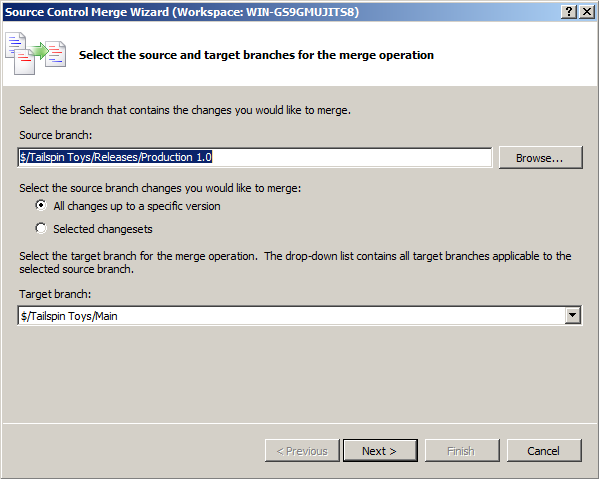 Source Control Merge Wizard (Workspace: WIN-GS9GMUJITS8)
Select the source and target branches for the merge operation
Select the branch that contains the changes you would like to merge.
Source branch:
$/Tailspin Toys/Releases/Production 1.0
Browse...
Select the source branch changes you would like to merge:
All changes up to a specific version
Selected changesets
Select the target branch for the merge operation.  The drop-down list contains all target branches applicable to the
selected source branch.
Target branch:
$/Tailspin Toys/Main
< Previous
Next >
Finish
Cancel